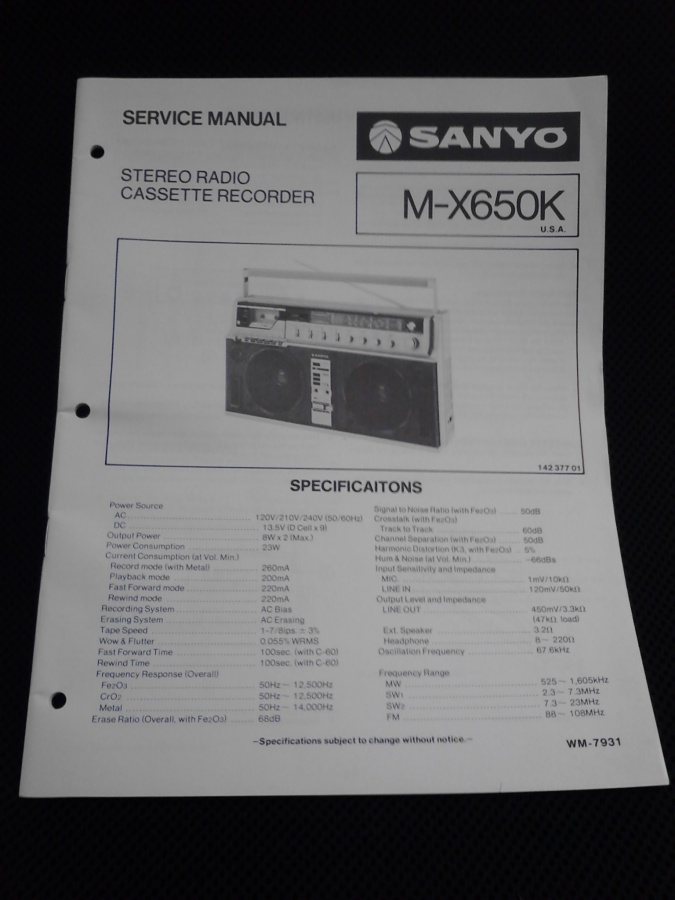 SERVICE MANUAL
SANYO
STEREO RADIO
CASSETTE RECORDER
M-X650K
U.S.A.
SANYO
142 377 01
SPECIFICAITONS
Power Source
AC 120V/210V/240V (50/60Hz)
DC 13.5V (D Cell x 9)
Output Power 8W x 2 (Max.)
Power Consumption 23W
Current Consumption (at Vol. Min.)
Record mode (with Metal) 260mA
Playback mode 200mA
Fast Forward mode 220mA
Rewind mode 220mA
Recording System AC Bias
Erasing System AC Erasing
Tape Speed 1-7/8ips. ± 3%
Wow & Flutter 0.055% WRMS
Fast Forward Time 100sec. (with C-60)
Rewind Time 100sec. (with C-60)
Frequency Response (Overall)
Fe2O3 50Hz ~ 12,500Hz
CrO2 50Hz ~ 12,500Hz
Metal 50Hz ~ 14,000Hz
Erase Ratio (Overall, with Fe2O3) 68dB
Signal to Noise Ratio (with Fe2O3) 50dB
Crosstalk (with Fe2O3)
Track to Track 60dB
Channel Separation (with Fe2O3) 50dB
Harmonic Distortion (K3, with Fe2O3) 5%
Hum & Noise (at Vol. Min.) -66dBs
Input Sensitivity and Impedance
MIC 1mV/10kΩ
LINE IN 120mV/50kΩ
Output Level and Impedance
LINE OUT 450mV/3.3kΩ
(47kΩ load)
Ext. Speaker 3.2Ω
Headphone 8 ~ 220Ω
Oscillation Frequency 67.6kHz
Frequency Range
MW 525 ~ 1,605kHz
SW1 2.3 ~ 7.3MHz
SW2 7.3 ~ 23MHz
FM 88 ~ 108MHz
-Specifications subject to change without notice.-
WM-7931